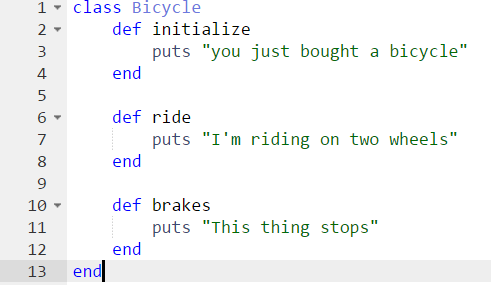 1 class Bicycle
2     def initialize
3         puts "you just bought a bicycle"
4     end
5
6     def ride
7         puts "I'm riding on two wheels"
8     end
9
10     def brakes
11         puts "This thing stops"
12     end
13 end